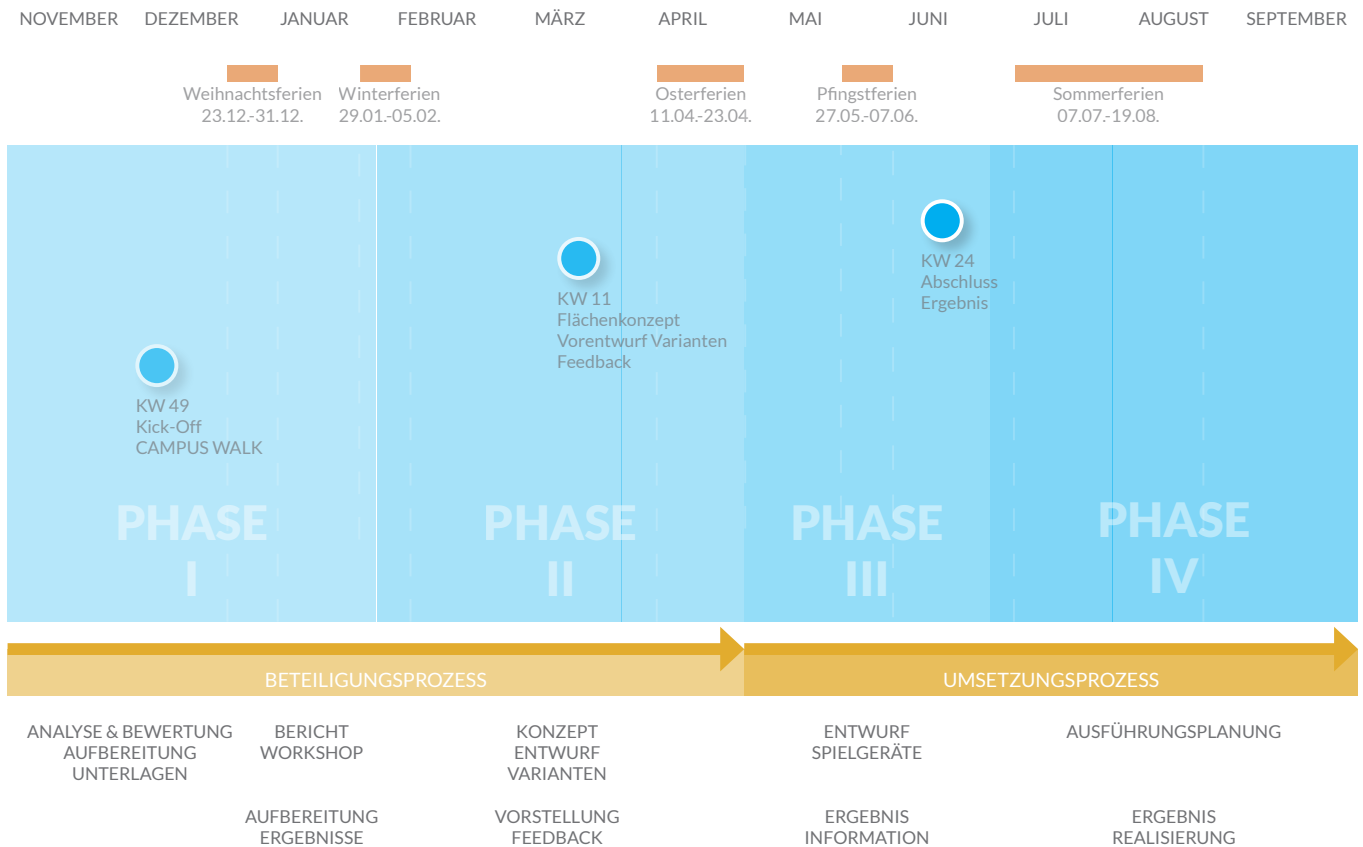 NOVEMBER DEZEMBER JANUAR FEBRUAR MÄRZ APRIL MAI JUNI JULI AUGUST SEPTEMBER
Weihnachtsferien
23.12.-31.12.
Winterferien
29.01.-05.02.
Osterferien
11.04.-23.04.
Pfingstferien
27.05.-07.06.
Sommerferien
07.07.-19.08.
KW 49
Kick-Off
CAMPUS WALK
KW 11
Flächenkonzept
Vorentwurf Varianten
Feedback
KW 24
Abschluss
Ergebnis
PHASE
I
PHASE
II
PHASE
III
PHASE
IV
BETEILIGUNGSPROZESS
UMSETZUNGSPROZESS
ANALYSE & BEWERTUNG
AUFBEREITUNG
UNTERLAGEN
BERICHT
WORKSHOP
AUFBEREITUNG
ERGEBNISSE
KONZEPT
ENTWURF
VARIANTEN
VORSTELLUNG
FEEDBACK
ENTWURF
SPIELGERÄTE
ERGEBNIS
INFORMATION
AUSFÜHRUNGSPLANUNG
ERGEBNIS
REALISIERUNG